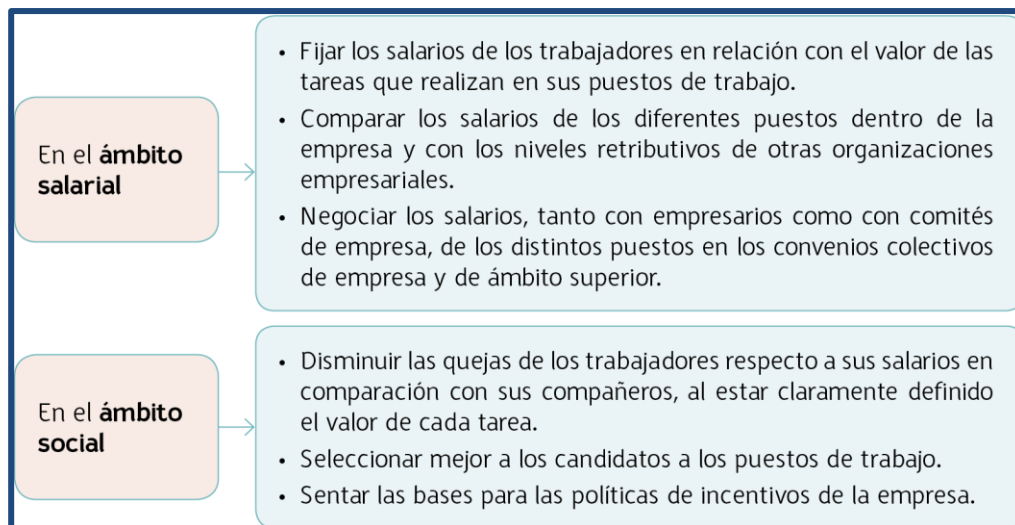 En el ámbito
salarial
• Fijar los salarios de los trabajadores en relación con el valor de las
tareas que realizan en sus puestos de trabajo.
• Comparar los salarios de los diferentes puestos dentro de la
empresa y con los niveles retributivos de otras organizaciones
empresariales.
• Negociar los salarios, tanto con empresarios como con comités
de empresa, de los distintos puestos en los convenios colectivos
de empresa y de ámbito superior.
En el ámbito
social
• Disminuir las quejas de los trabajadores respecto a sus salarios en
comparación con sus compañeros, al estar claramente definido
el valor de cada tarea.
• Seleccionar mejor a los candidatos a los puestos de trabajo.
• Sentar las bases para las políticas de incentivos de la empresa.